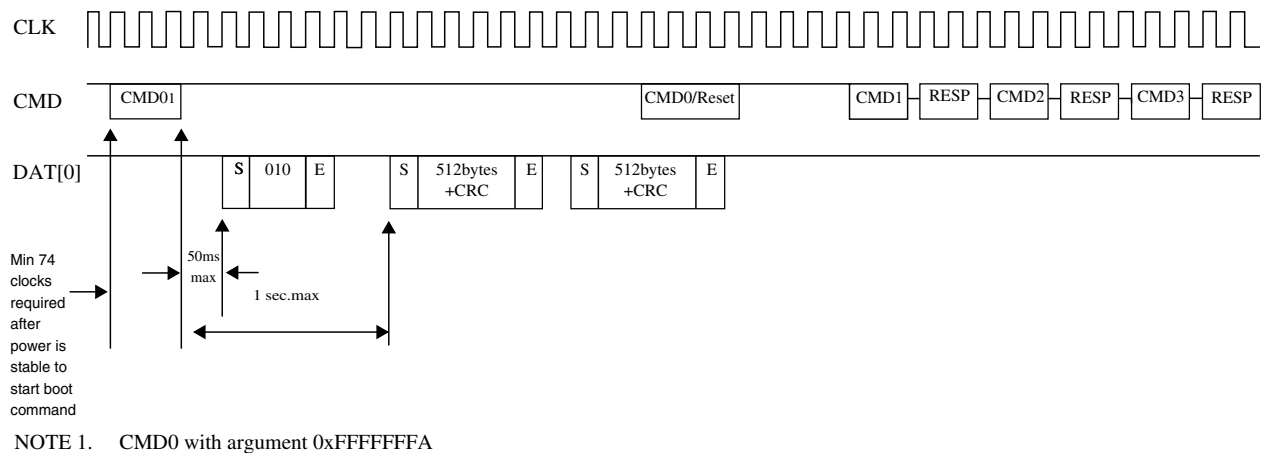 CLK
CMD
CMD01
CMD0/Reset
CMD1
RESP
CMD2
RESP
CMD3
RESP
DAT[0]
S
010
E
S
512bytes
+CRC
E
S
512bytes
+CRC
E
Min 74
clocks
required
after
power is
stable to
start boot
command
50ms
max
1 sec.max
NOTE 1. CMD0 with argument 0xFFFFFFFA